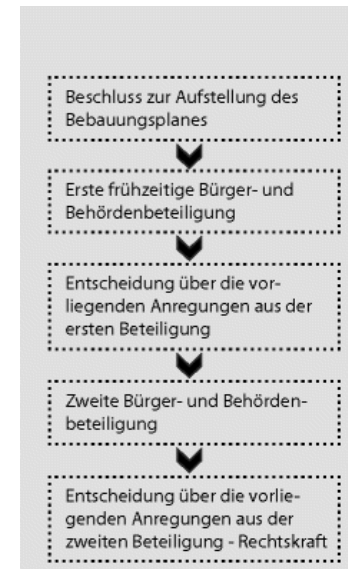 Beschluss zur Aufstellung des
Bebauungsplanes
Erste frühzeitige Bürger- und
Behördenbeteiligung
Entscheidung über die vor-
liegenden Anregungen aus der
ersten Beteiligung
Zweite Bürger- und Behörden-
beteiligung
Entscheidung über die vorlie-
genden Anregungen aus der
zweiten Beteiligung - Rechtskraft